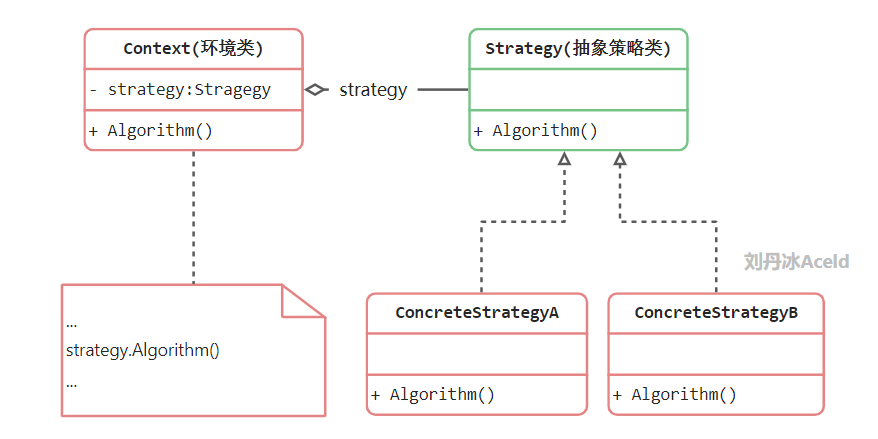 Context(环境类)
- strategy:Stragegy
+ Algorithm()
strategy
Strategy(抽象策略类)
+ Algorithm()
刘丹冰Aceld
...
strategy.Algorithm()
...
ConcreteStrategyA
+ Algorithm()
ConcreteStrategyB
+ Algorithm()